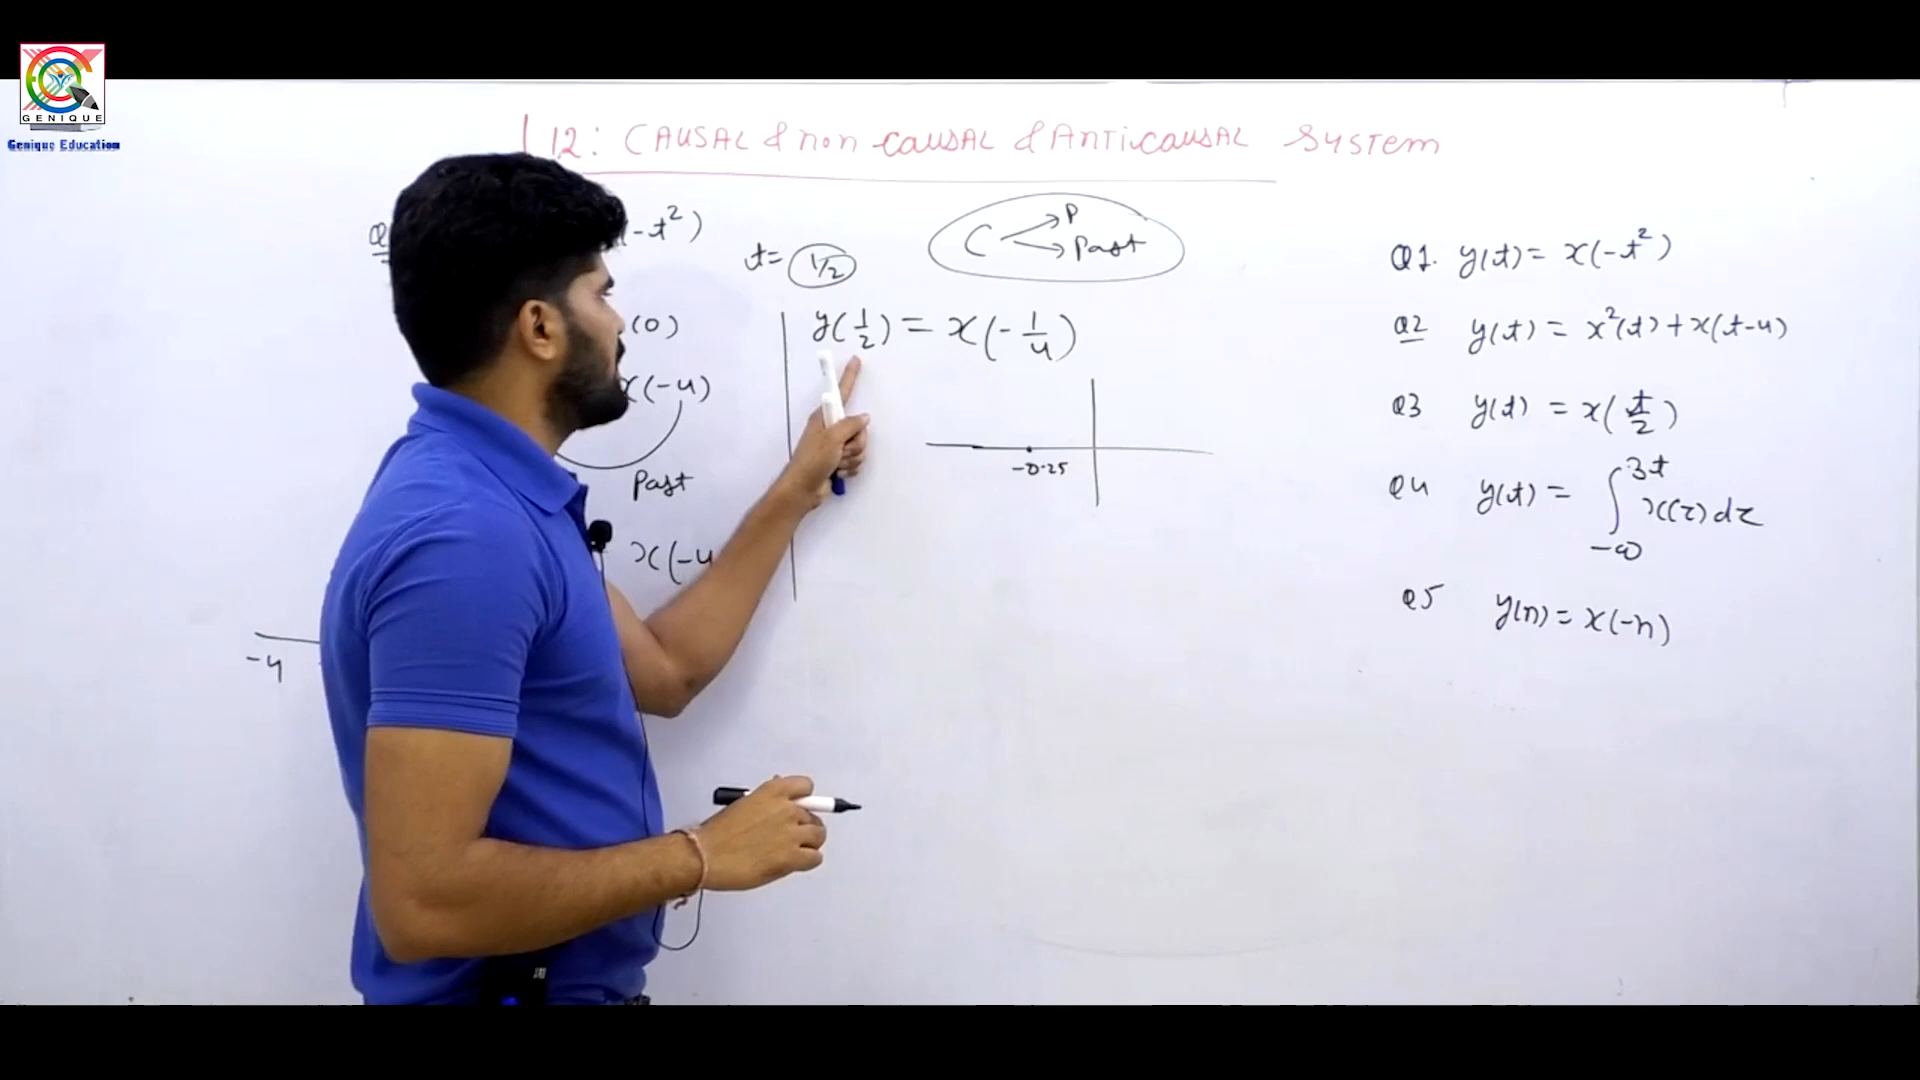 GENIQUE
Genique Education
L12: CAUSAL & non causal & ANTICAUSAL System
(-t²)
(0)
x(-4)
Past
x(-4
-4
t= 1/2
C P
Past
y(1/2) = x(-1/4)
-0.25
Q1. y(t) = x(-t²)
Q2 y(t) = x²(t) + x(t-4)
Q3 y(t) = x(t/2)
Q4 y(t) = ∫_{-∞}^{3t} x(τ) dτ
Q5 y(n) = x(-n)